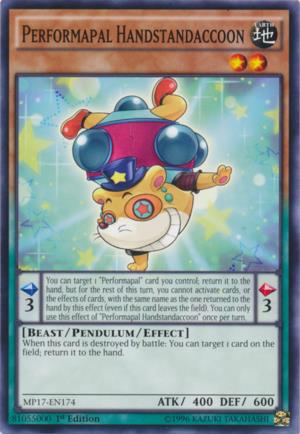 PERFORMAPAL HANDSTANDACCOON
EARTH
地
You can target 1 "Performapal" card you control; return it to the
hand, but for the rest of this turn, you cannot activate cards, or
the effects of cards, with the same name as the one returned to the
hand by this effect (even if this card leaves the field). You can only
use this effect of "Performapal Handstandaccoon" once per turn.
3
3
[BEAST/PENDULUM/EFFECT]
When this card is destroyed by battle: You can target 1 card on the
field; return it to the hand.
MP17-EN174
ATK/ 400 DEF/ 600
81055000 1st Edition
©1996 KAZUKI TAKAHASHI